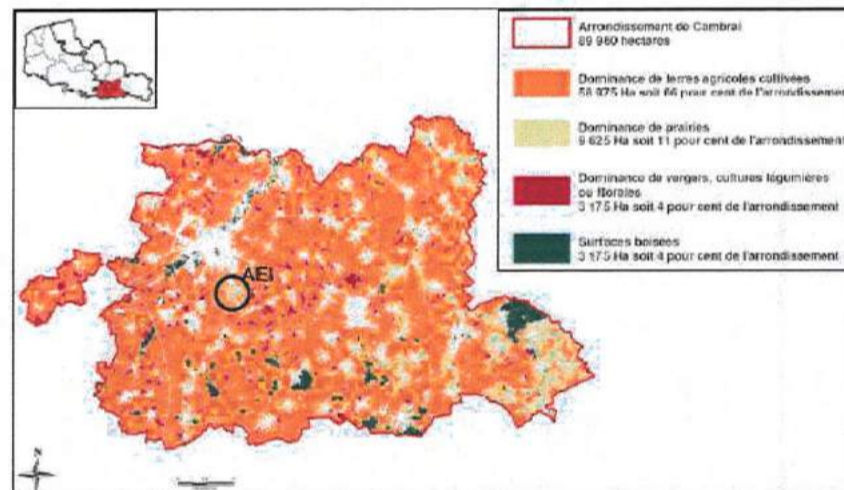 Arrondissement de Cambrai
89 960 hectares
Dominance de terres agricoles cultivées
58 975 Ha soit 66 pour cent de l'arrondissement
Dominance de prairies
9 625 Ha soit 11 pour cent de l'arrondissement
Dominance de vergers, cultures légumières
ou florales
3 175 Ha soit 4 pour cent de l'arrondissement
Surfaces boisées
3 175 Ha soit 4 pour cent de l'arrondissement
AEI
N